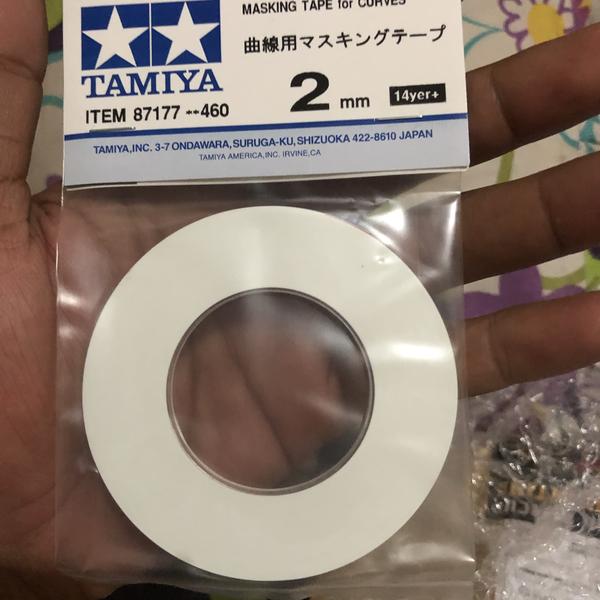 MASKING TAPE for CURVES
曲線用マスキングテープ
TAMIYA
2 mm
14yer+
ITEM 87177 **460
TAMIYA,INC. 3-7 ONDAWARA,SURUGA-KU,SHIZUOKA 422-8610 JAPAN
TAMIYA AMERICA,INC. IRVINE,CA